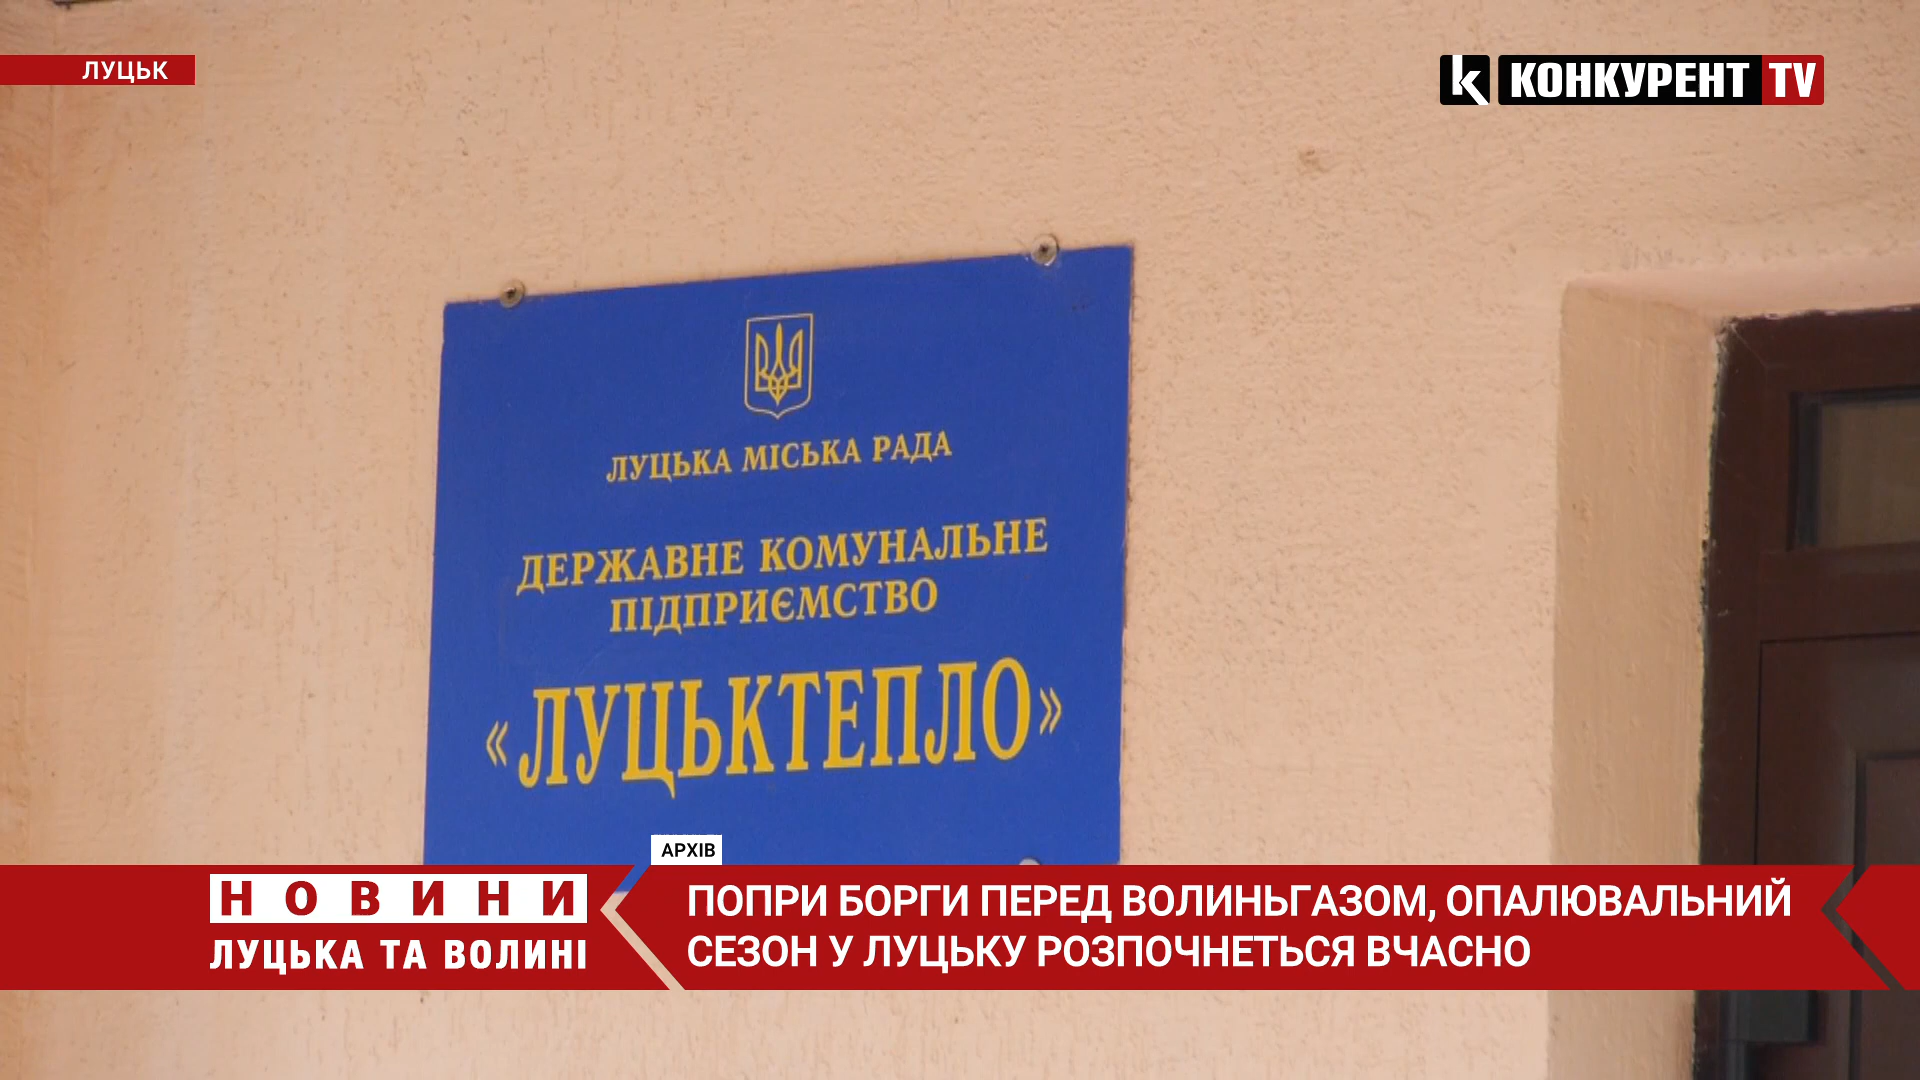 ЛУЦЬК
КОНКУРЕНТ TV
ЛУЦЬКА МІСЬКА РАДА
ДЕРЖАВНЕ КОМУНАЛЬНЕ
ПІДПРИЄМСТВО
«ЛУЦЬКТЕПЛО»
АРХІВ
НОВИНИ
ЛУЦЬКА ТА ВОЛИНІ
ПОПРИ БОРГИ ПЕРЕД ВОЛИНЬГАЗОМ, ОПАЛЮВАЛЬНИЙ
СЕЗОН У ЛУЦЬКУ РОЗПОЧНЕТЬСЯ ВЧАСНО